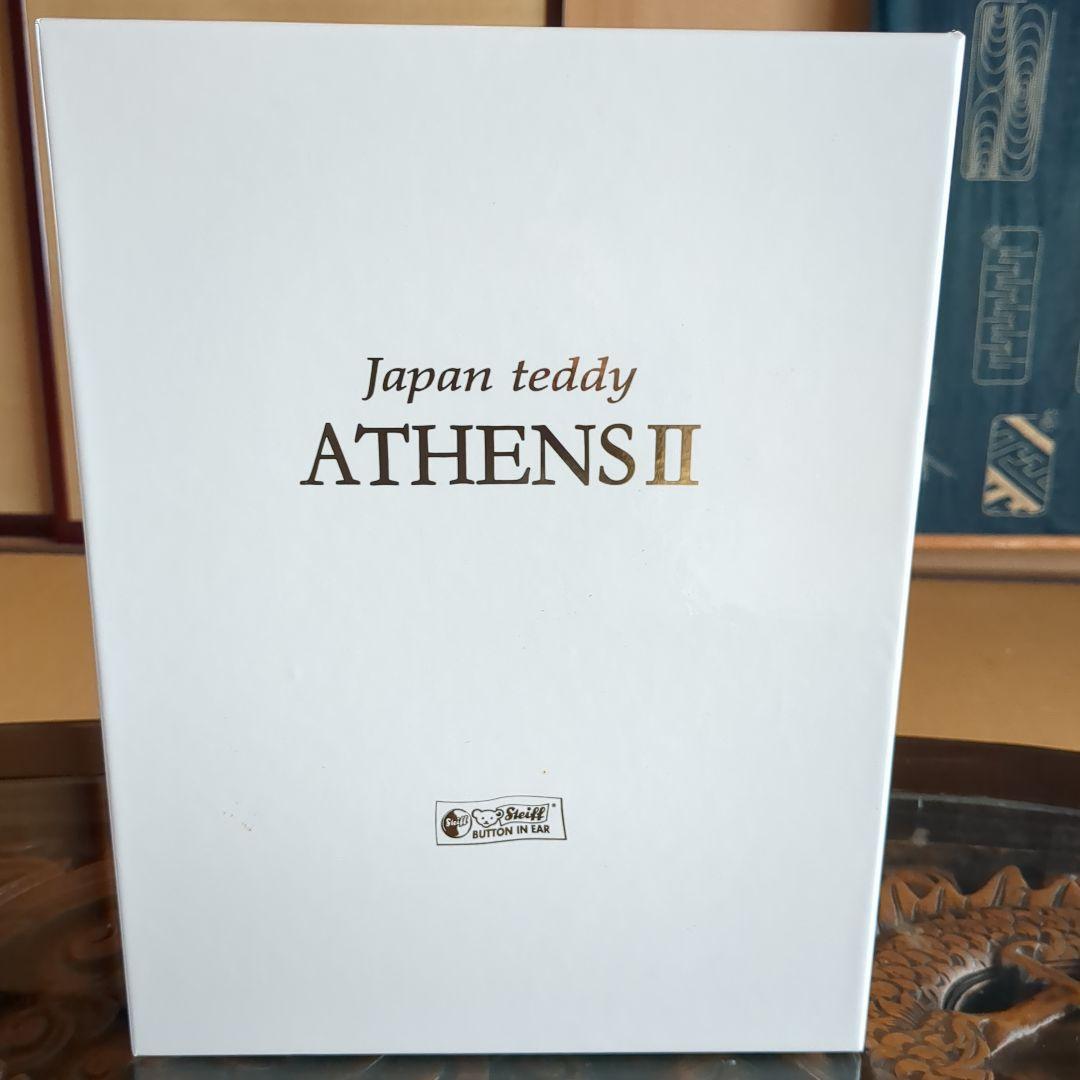 Japan teddy
ATHENS II
Steiff Steiff
BUTTON IN EAR